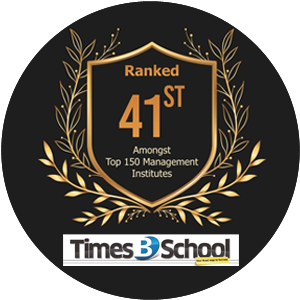 Ranked
41ST
Amongst
Top 150 Management
Institutes
Times B School